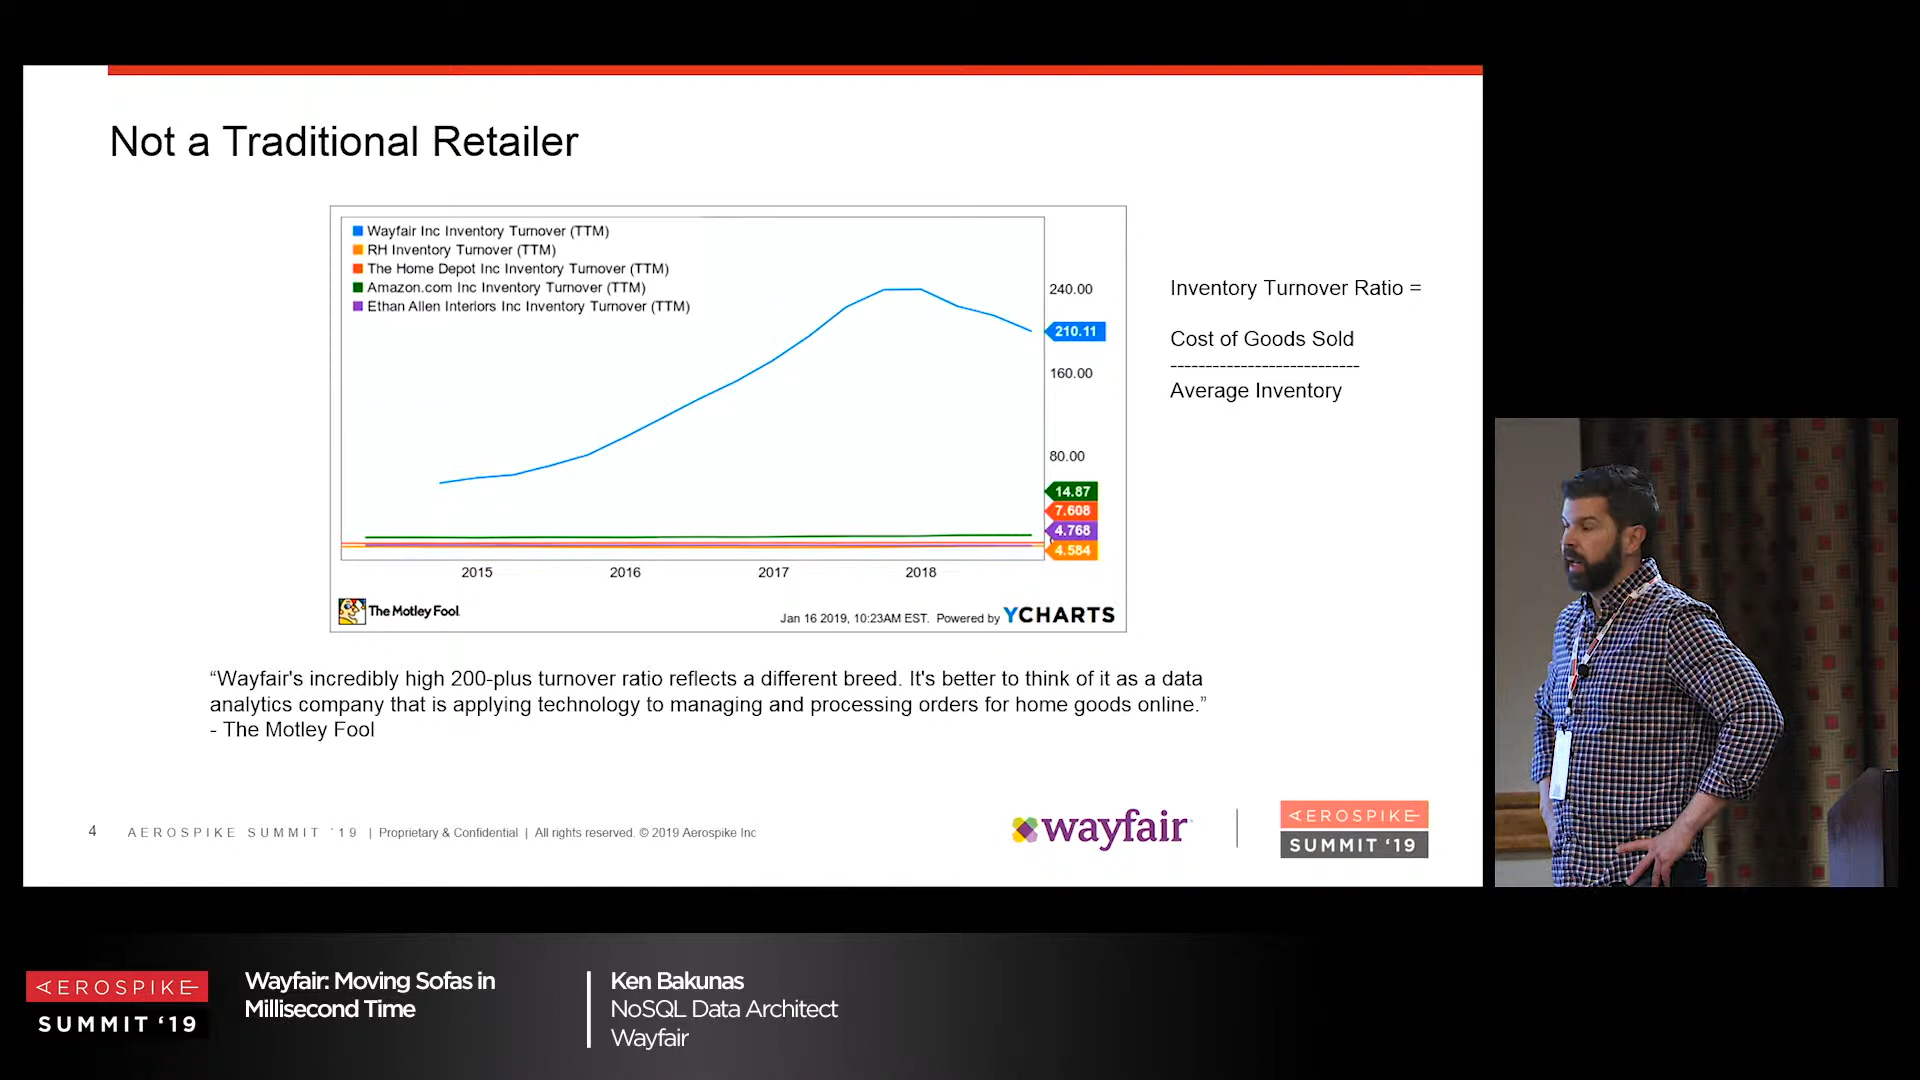 Not a Traditional Retailer
Wayfair Inc Inventory Turnover (TTM)
RH Inventory Turnover (TTM)
The Home Depot Inc Inventory Turnover (TTM)
Amazon.com Inc Inventory Turnover (TTM)
Ethan Allen Interiors Inc Inventory Turnover (TTM)
240.00
210.11
160.00
80.00
14.87
7.608
4.768
4.584
2015 2016 2017 2018
The Motley Fool
Jan 16 2019, 10:23AM EST. Powered by YCHARTS
Inventory Turnover Ratio =
Cost of Goods Sold
---------------------------
Average Inventory
“Wayfair's incredibly high 200-plus turnover ratio reflects a different breed. It's better to think of it as a data
analytics company that is applying technology to managing and processing orders for home goods online.”
- The Motley Fool
4 AEROSPIKE SUMMIT '19 | Proprietary & Confidential | All rights reserved. © 2019 Aerospike Inc
wayfair
AEROSPIKE
SUMMIT ‘19
AEROSPIKE
SUMMIT ‘19
Wayfair: Moving Sofas in
Millisecond Time
Ken Bakunas
NoSQL Data Architect
Wayfair